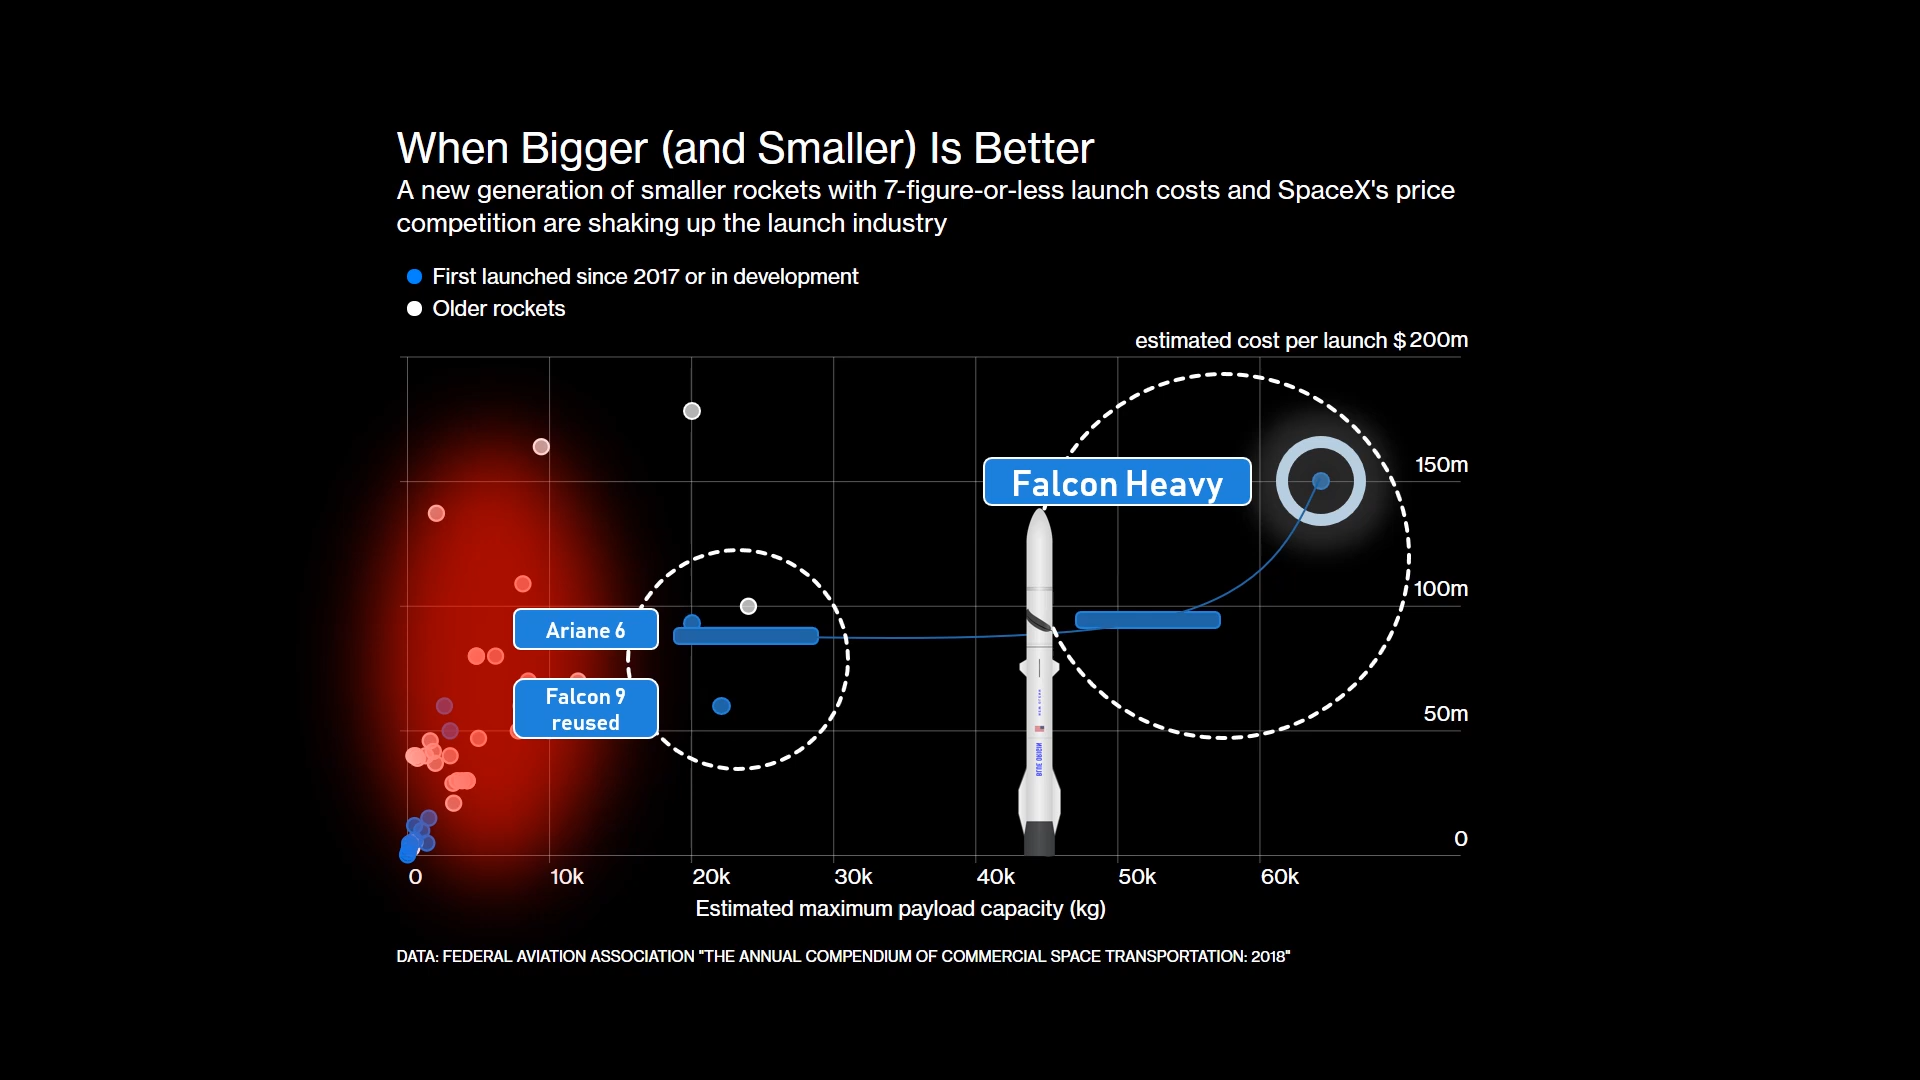 When Bigger (and Smaller) Is Better
A new generation of smaller rockets with 7-figure-or-less launch costs and SpaceX's price
competition are shaking up the launch industry
First launched since 2017 or in development
Older rockets
estimated cost per launch $ 200m
Falcon Heavy
150m
100m
Ariane 6
Falcon 9
reused
50m
BLUE ORIGIN
0
0 10k 20k 30k 40k 50k 60k
Estimated maximum payload capacity (kg)
DATA: FEDERAL AVIATION ASSOCIATION "THE ANNUAL COMPENDIUM OF COMMERCIAL SPACE TRANSPORTATION: 2018"